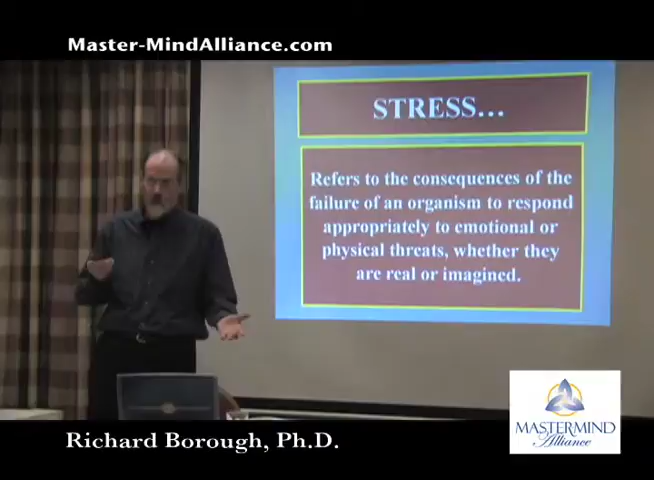 Master-MindAlliance.com
STRESS...
Refers to the consequences of the
failure of an organism to respond
appropriately to emotional or
physical threats, whether they
are real or imagined.
Richard Borough, Ph.D.
MASTERMIND
Alliance